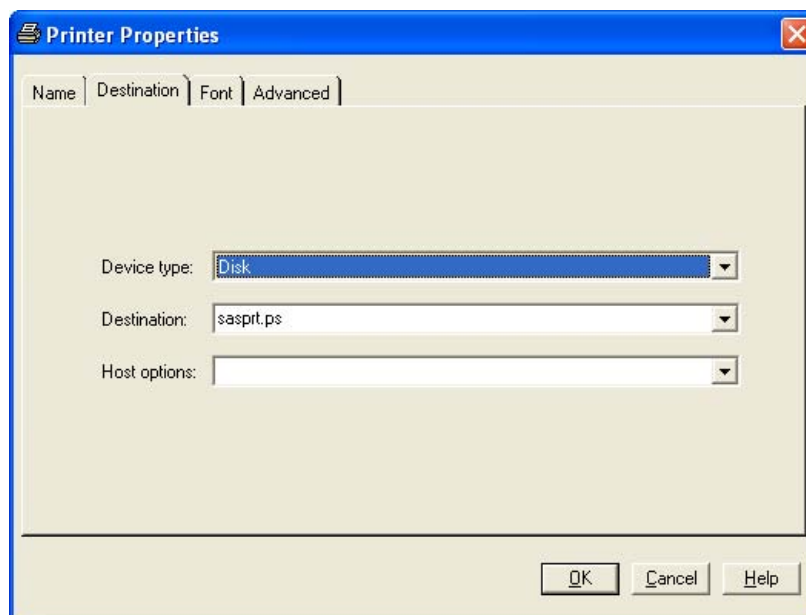 Printer Properties
Name Destination Font Advanced
Device type: Disk
Destination: sasprt.ps
Host options:
OK Cancel Help